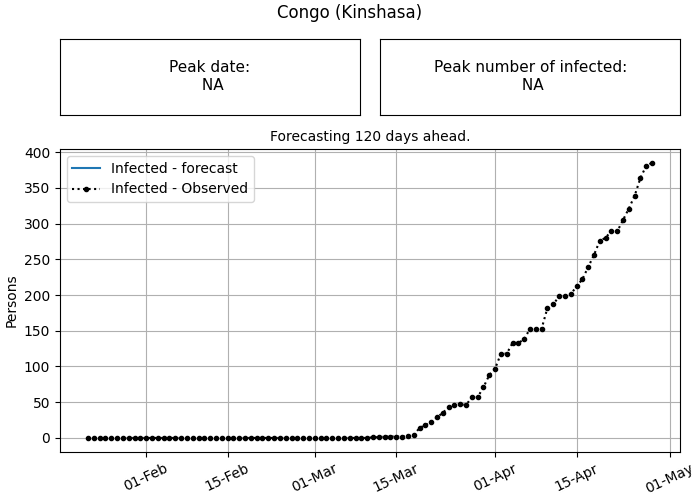 Congo (Kinshasa)
Peak date:
NA
Peak number of infected:
NA
Forecasting 120 days ahead.
Infected - forecast
Infected - Observed
Persons
400
350
300
250
200
150
100
50
0
01-Feb
15-Feb
01-Mar
15-Mar
01-Apr
15-Apr
01-May